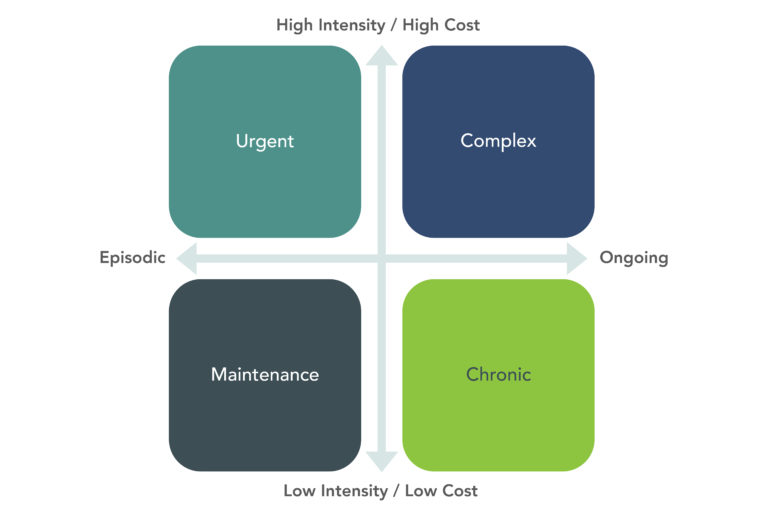 High Intensity / High Cost
Urgent
Complex
Episodic
Ongoing
Maintenance
Chronic
Low Intensity / Low Cost